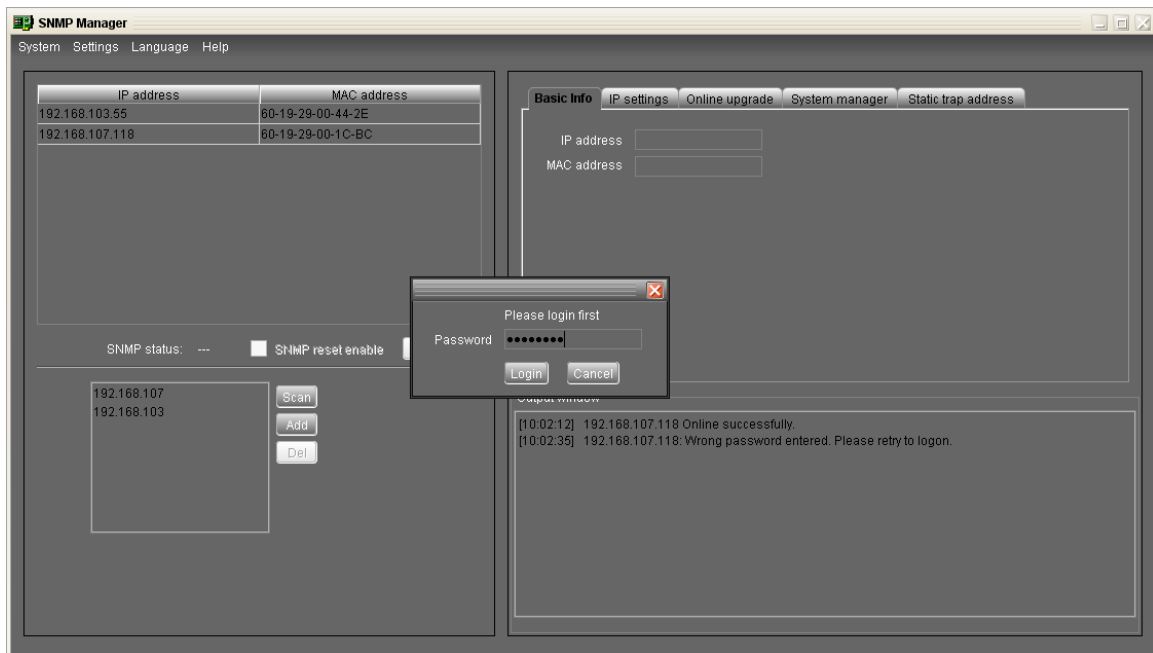 SNMP Manager
System Settings Language Help
IP address MAC address
192.168.103.55 60-19-29-00-44-2E
192.168.107.118 60-19-29-00-1C-BC
SNMP status: --- SNMP reset enable
192.168.107
192.168.103
Scan
Add
Del
Basic Info IP settings Online upgrade System manager Static trap address
IP address
MAC address
Please login first
Password ●●●●●●●●
Login Cancel
Output window
[10:02:12] 192.168.107.118 Online successfully.
[10:02:35] 192.168.107.118: Wrong password entered. Please retry to logon.